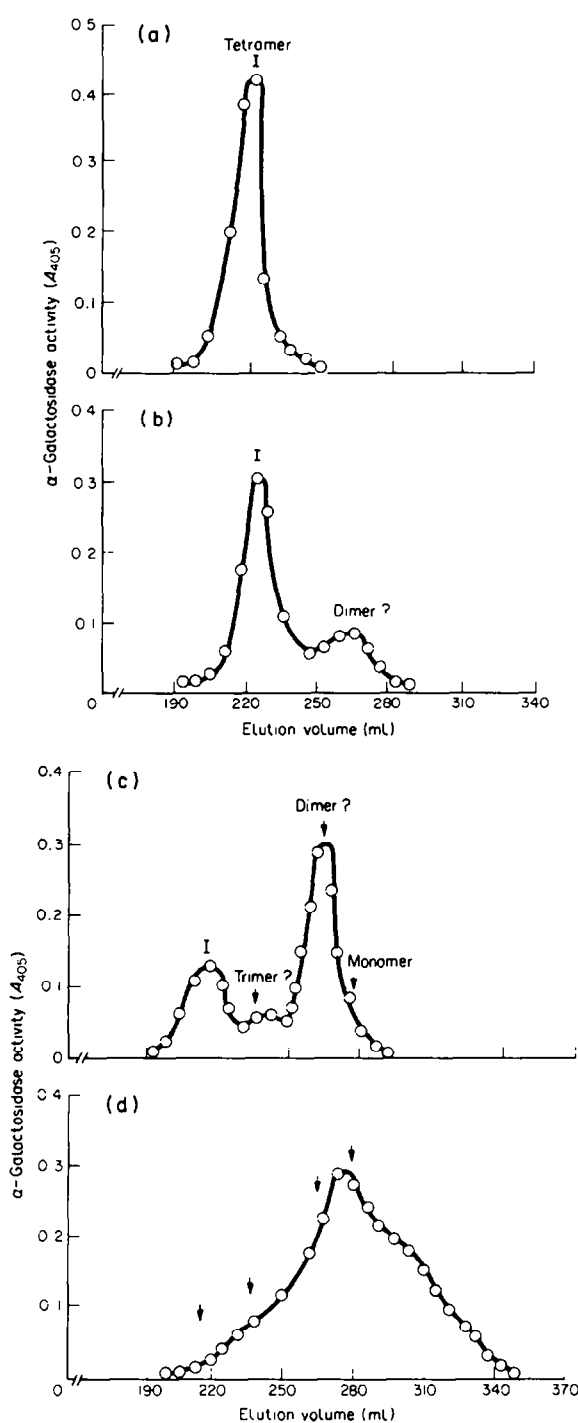 (a)
Tetramer
I
0 5
0.4
0.3
0.2
0.1
0
α-Galactosidase activity (A405)
(b)
I
Dimer ?
0 4
0 3
0 2
0 1
0
190 220 250 280 310 340
Elution volume (mL)
(c)
Dimer ?
I
Trimer ?
Monomer
0.4
0.3
0.2
0.1
0
α-Galactosidase activity (A405)
(d)
0.4
0.3
0.2
0 1
0
190 220 250 280 310 340 370
Elution volume (mL)